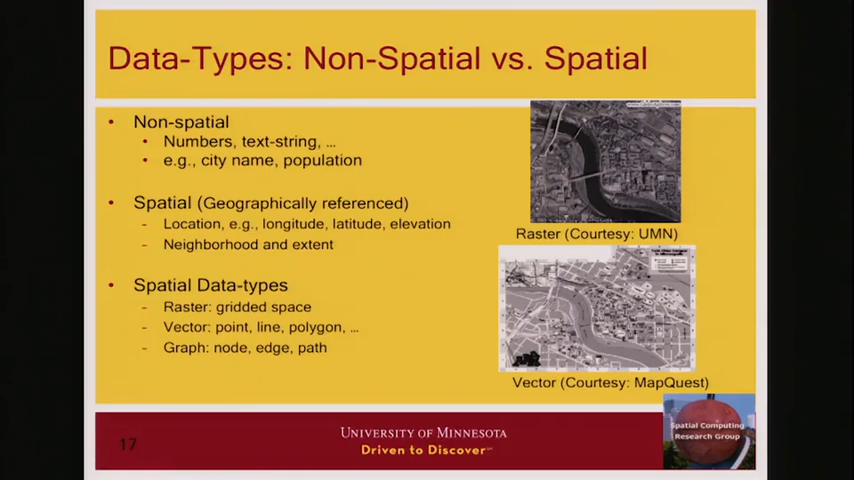 Data-Types: Non-Spatial vs. Spatial
• Non-spatial
• Numbers, text-string, ...
• e.g., city name, population
• Spatial (Geographically referenced)
- Location, e.g., longitude, latitude, elevation
- Neighborhood and extent
• Spatial Data-types
- Raster: gridded space
- Vector: point, line, polygon, ...
- Graph: node, edge, path
Raster (Courtesy: UMN)
Vector (Courtesy: MapQuest)
17
UNIVERSITY OF MINNESOTA
Driven to Discover
Spatial Computing
Research Group